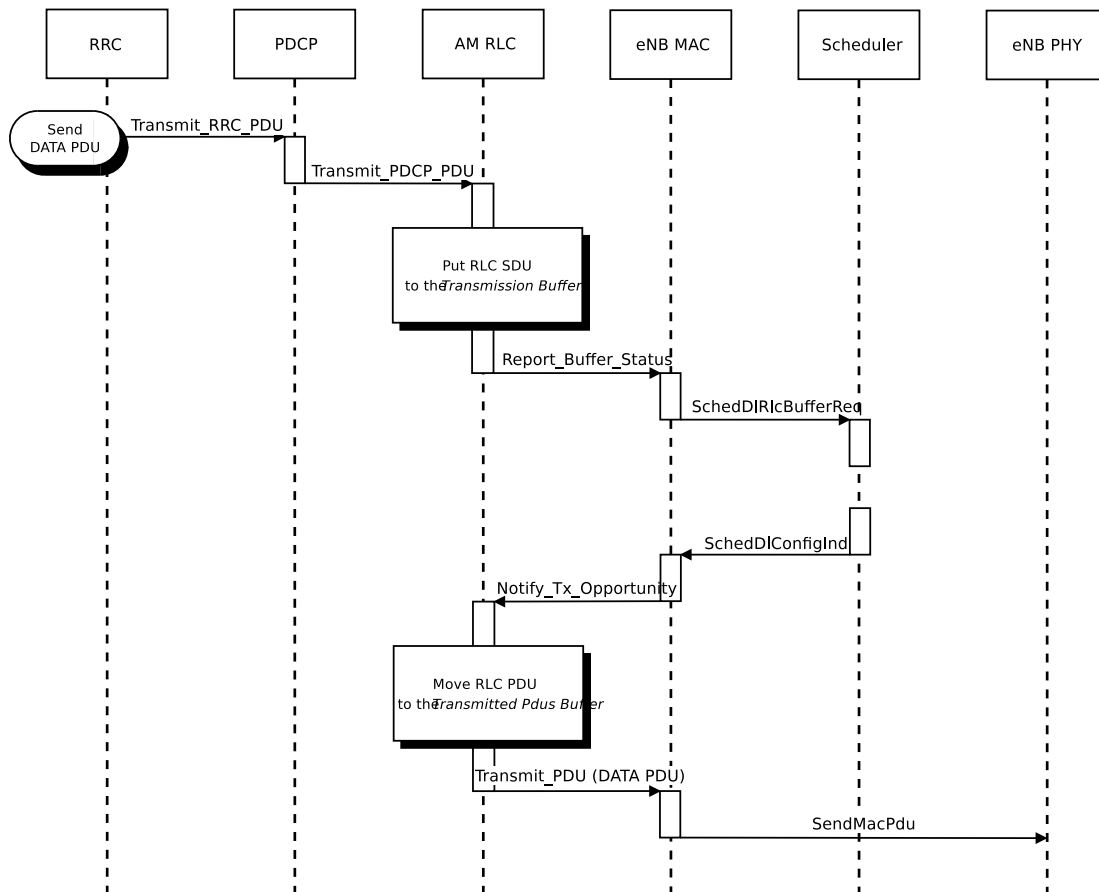 RRC
PDCP
AM RLC
eNB MAC
Scheduler
eNB PHY
Send
DATA PDU
Transmit_RRC_PDU
Transmit_PDCP_PDU
Put RLC SDU
to the Transmission Buffer
Report_Buffer_Status
SchedDlRlcBufferReq
SchedDlConfigInd
Notify_Tx_Opportunity
Move RLC PDU
to the Transmitted Pdus Buffer
Transmit_PDU (DATA PDU)
SendMacPdu